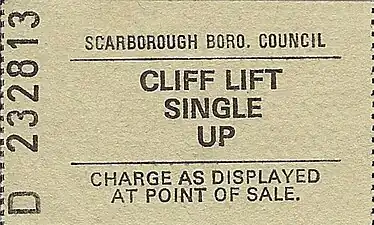 D 232813
SCARBOROUGH BORO. COUNCIL
CLIFF LIFT
SINGLE
UP
CHARGE AS DISPLAYED
AT POINT OF SALE.